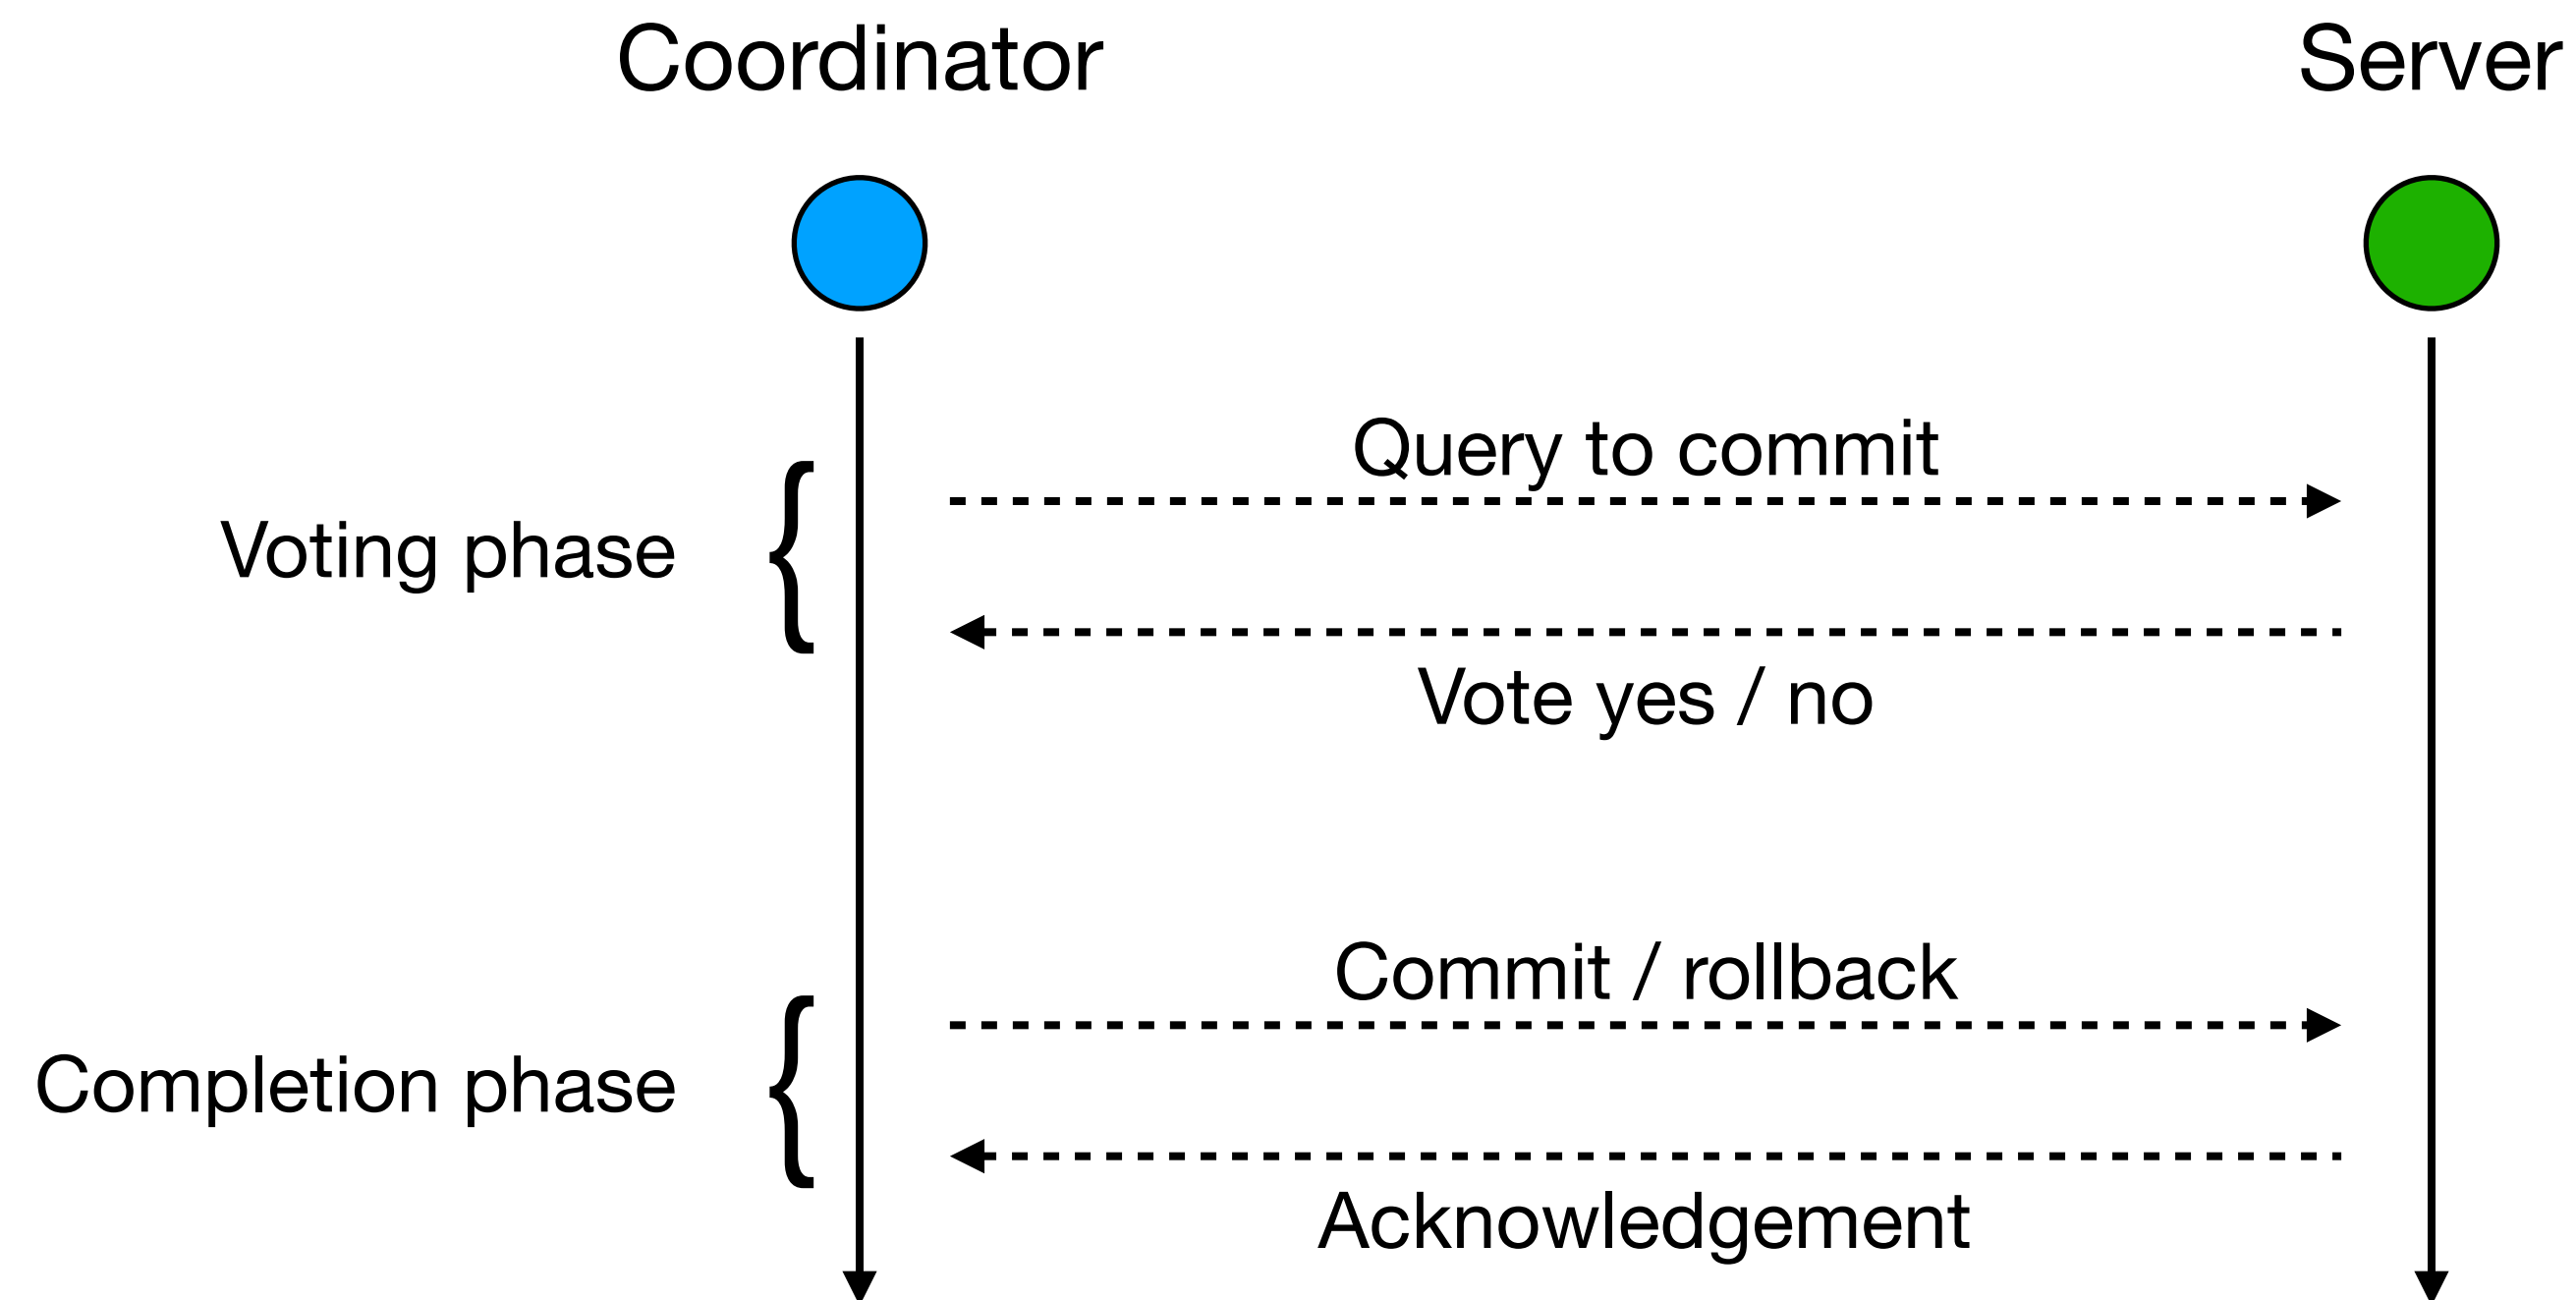 Coordinator
Server
Query to commit
Voting phase
Vote yes / no
Commit / rollback
Completion phase
Acknowledgement